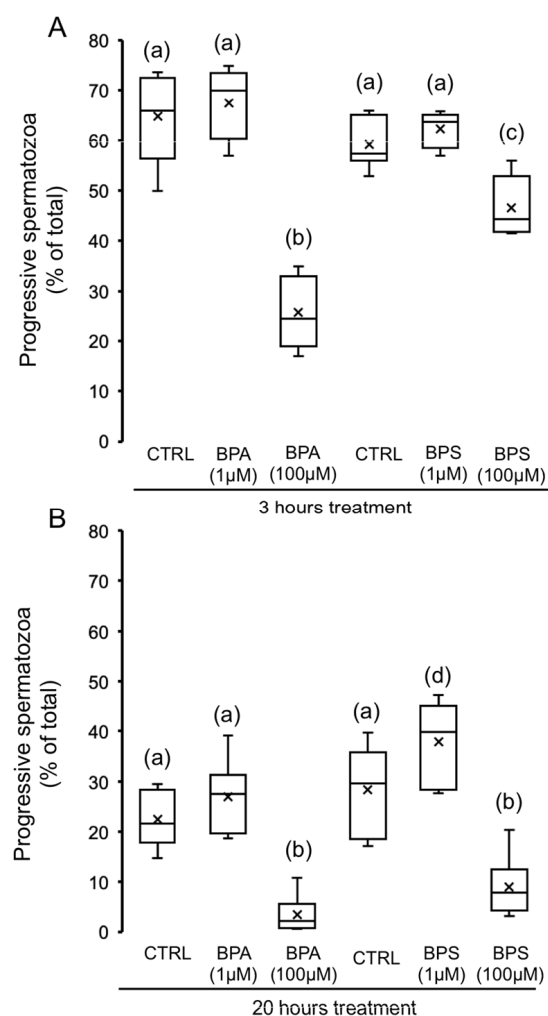 A
80
70
60
50
40
30
20
10
0
Progressive spermatozoa
(% of total)
(a)
(a)
(b)
(a)
(a)
(c)
CTRL BPA BPA CTRL BPS BPS
(1µM) (100µM) (1µM) (100µM)
3 hours treatment
B
80
70
60
50
40
30
20
10
0
Progressive spermatozoa
(% of total)
(a)
(a)
(b)
(a)
(d)
(b)
CTRL BPA BPA CTRL BPS BPS
(1µM) (100µM) (1µM) (100µM)
20 hours treatment